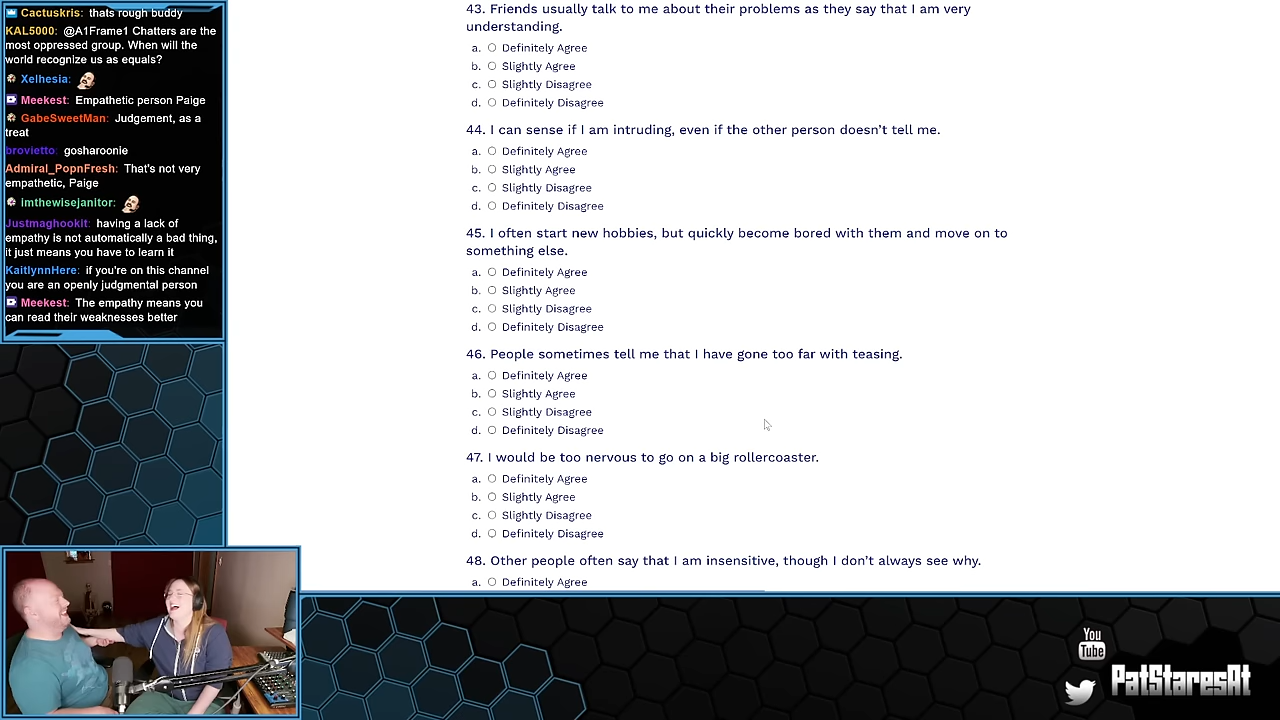 Cactuskris: thats rough buddy
KAL5000: @A1Frame1 Chatters are the
most oppressed group. When will the
world recognize us as equals?
Xelhesia:
Meekest: Empathetic person Paige
GabeSweetMan: Judgement, as a
treat
brovietto: gosharoonie
Admiral_PopnFresh: That's not very
empathetic, Paige
imthewisejanitor:
Justmaghookit: having a lack of
empathy is not automatically a bad thing,
it just means you have to learn it
KaitlynnHere: if you're on this channel
you are an openly judgmental person
Meekest: The empathy means you
can read their weaknesses better
43. Friends usually talk to me about their problems as they say that I am very
understanding.
a. Definitely Agree
b. Slightly Agree
c. Slightly Disagree
d. Definitely Disagree
44. I can sense if I am intruding, even if the other person doesn’t tell me.
a. Definitely Agree
b. Slightly Agree
c. Slightly Disagree
d. Definitely Disagree
45. I often start new hobbies, but quickly become bored with them and move on to
something else.
a. Definitely Agree
b. Slightly Agree
c. Slightly Disagree
d. Definitely Disagree
46. People sometimes tell me that I have gone too far with teasing.
a. Definitely Agree
b. Slightly Agree
c. Slightly Disagree
d. Definitely Disagree
47. I would be too nervous to go on a big rollercoaster.
a. Definitely Agree
b. Slightly Agree
c. Slightly Disagree
d. Definitely Disagree
48. Other people often say that I am insensitive, though I don’t always see why.
a. Definitely Agree
You
Tube
PatStaresAt